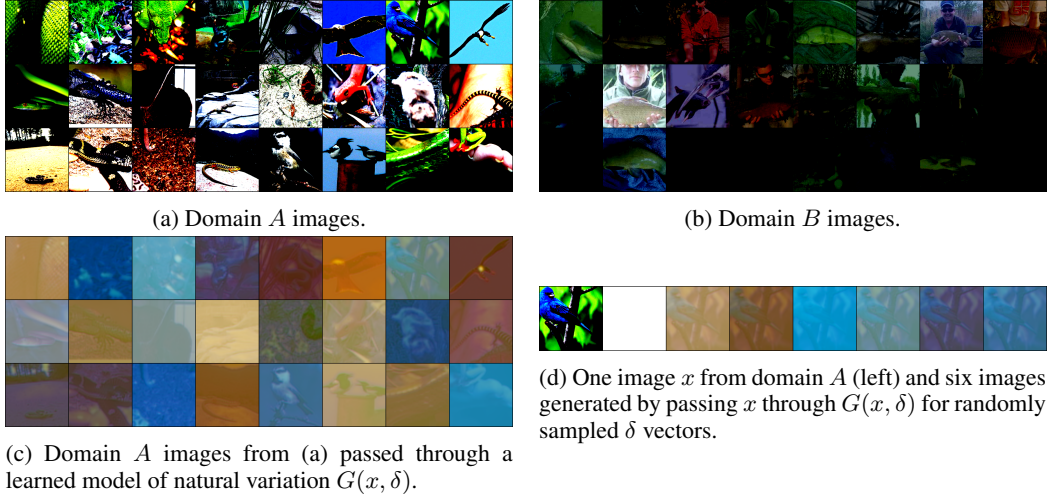 (a) Domain A images.
(b) Domain B images.
(c) Domain A images from (a) passed through a
learned model of natural variation G(x, δ).
(d) One image x from domain A (left) and six images
generated by passing x through G(x, δ) for randomly
sampled δ vectors.